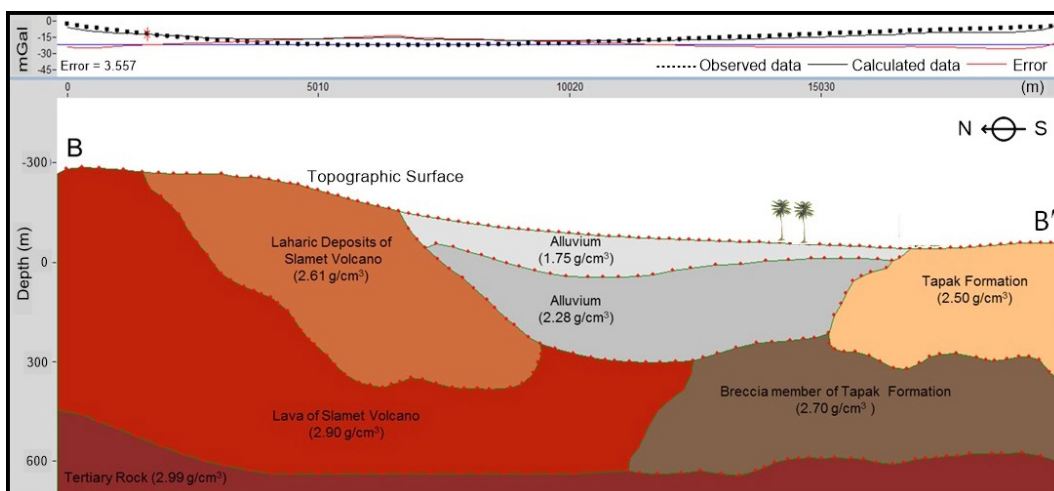 mGal
0
-15
-30
-45
Error = 3.557
Observed data
Calculated data
Error
0
5010
10020
15030
(m)
N
S
B
B'
-300
0
300
600
Depth (m)
Topographic Surface
Laharic Deposits of
Slamet Volcano
(2.61 g/cm³)
Alluvium
(1.75 g/cm³)
Alluvium
(2.28 g/cm³)
Tapak Formation
(2.50 g/cm³)
Breccia member of Tapak Formation
(2.70 g/cm³ )
Lava of Slamet Volcano
(2.90 g/cm³)
Tertiary Rock (2.99 g/cm³)